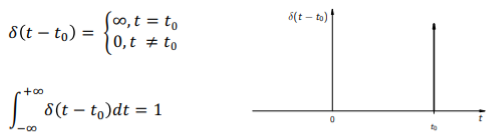 δ(t − t₀) = {∞, t = t₀
0, t ≠ t₀
∫₋∞⁺∞ δ(t − t₀)dt = 1
δ(t − t₀)
0
t₀
t